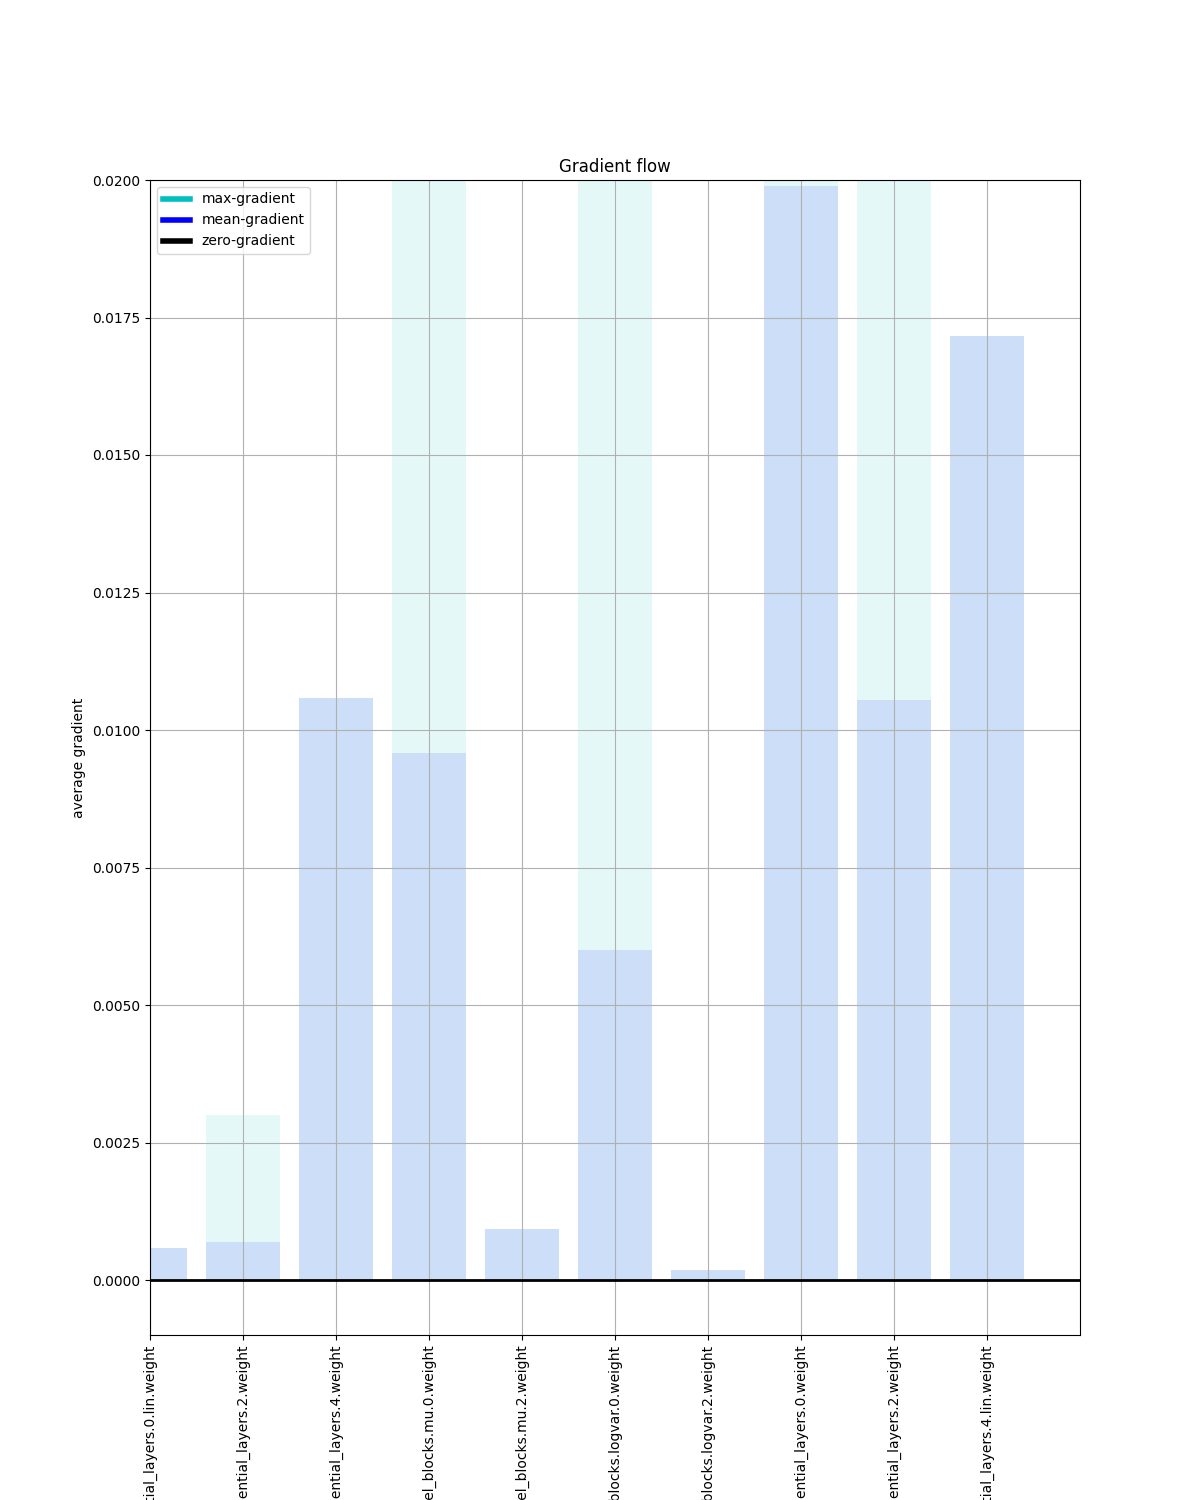 Gradient flow
max-gradient
mean-gradient
zero-gradient
average gradient
0.0200
0.0175
0.0150
0.0125
0.0100
0.0075
0.0050
0.0025
0.0000
tial_layers.0.lin.weight
ential_layers.2.weight
ential_layers.4.weight
el_blocks.mu.0.weight
el_blocks.mu.2.weight
blocks.logvar.0.weight
blocks.logvar.2.weight
ential_layers.0.weight
ential_layers.2.weight
tial_layers.4.lin.weight